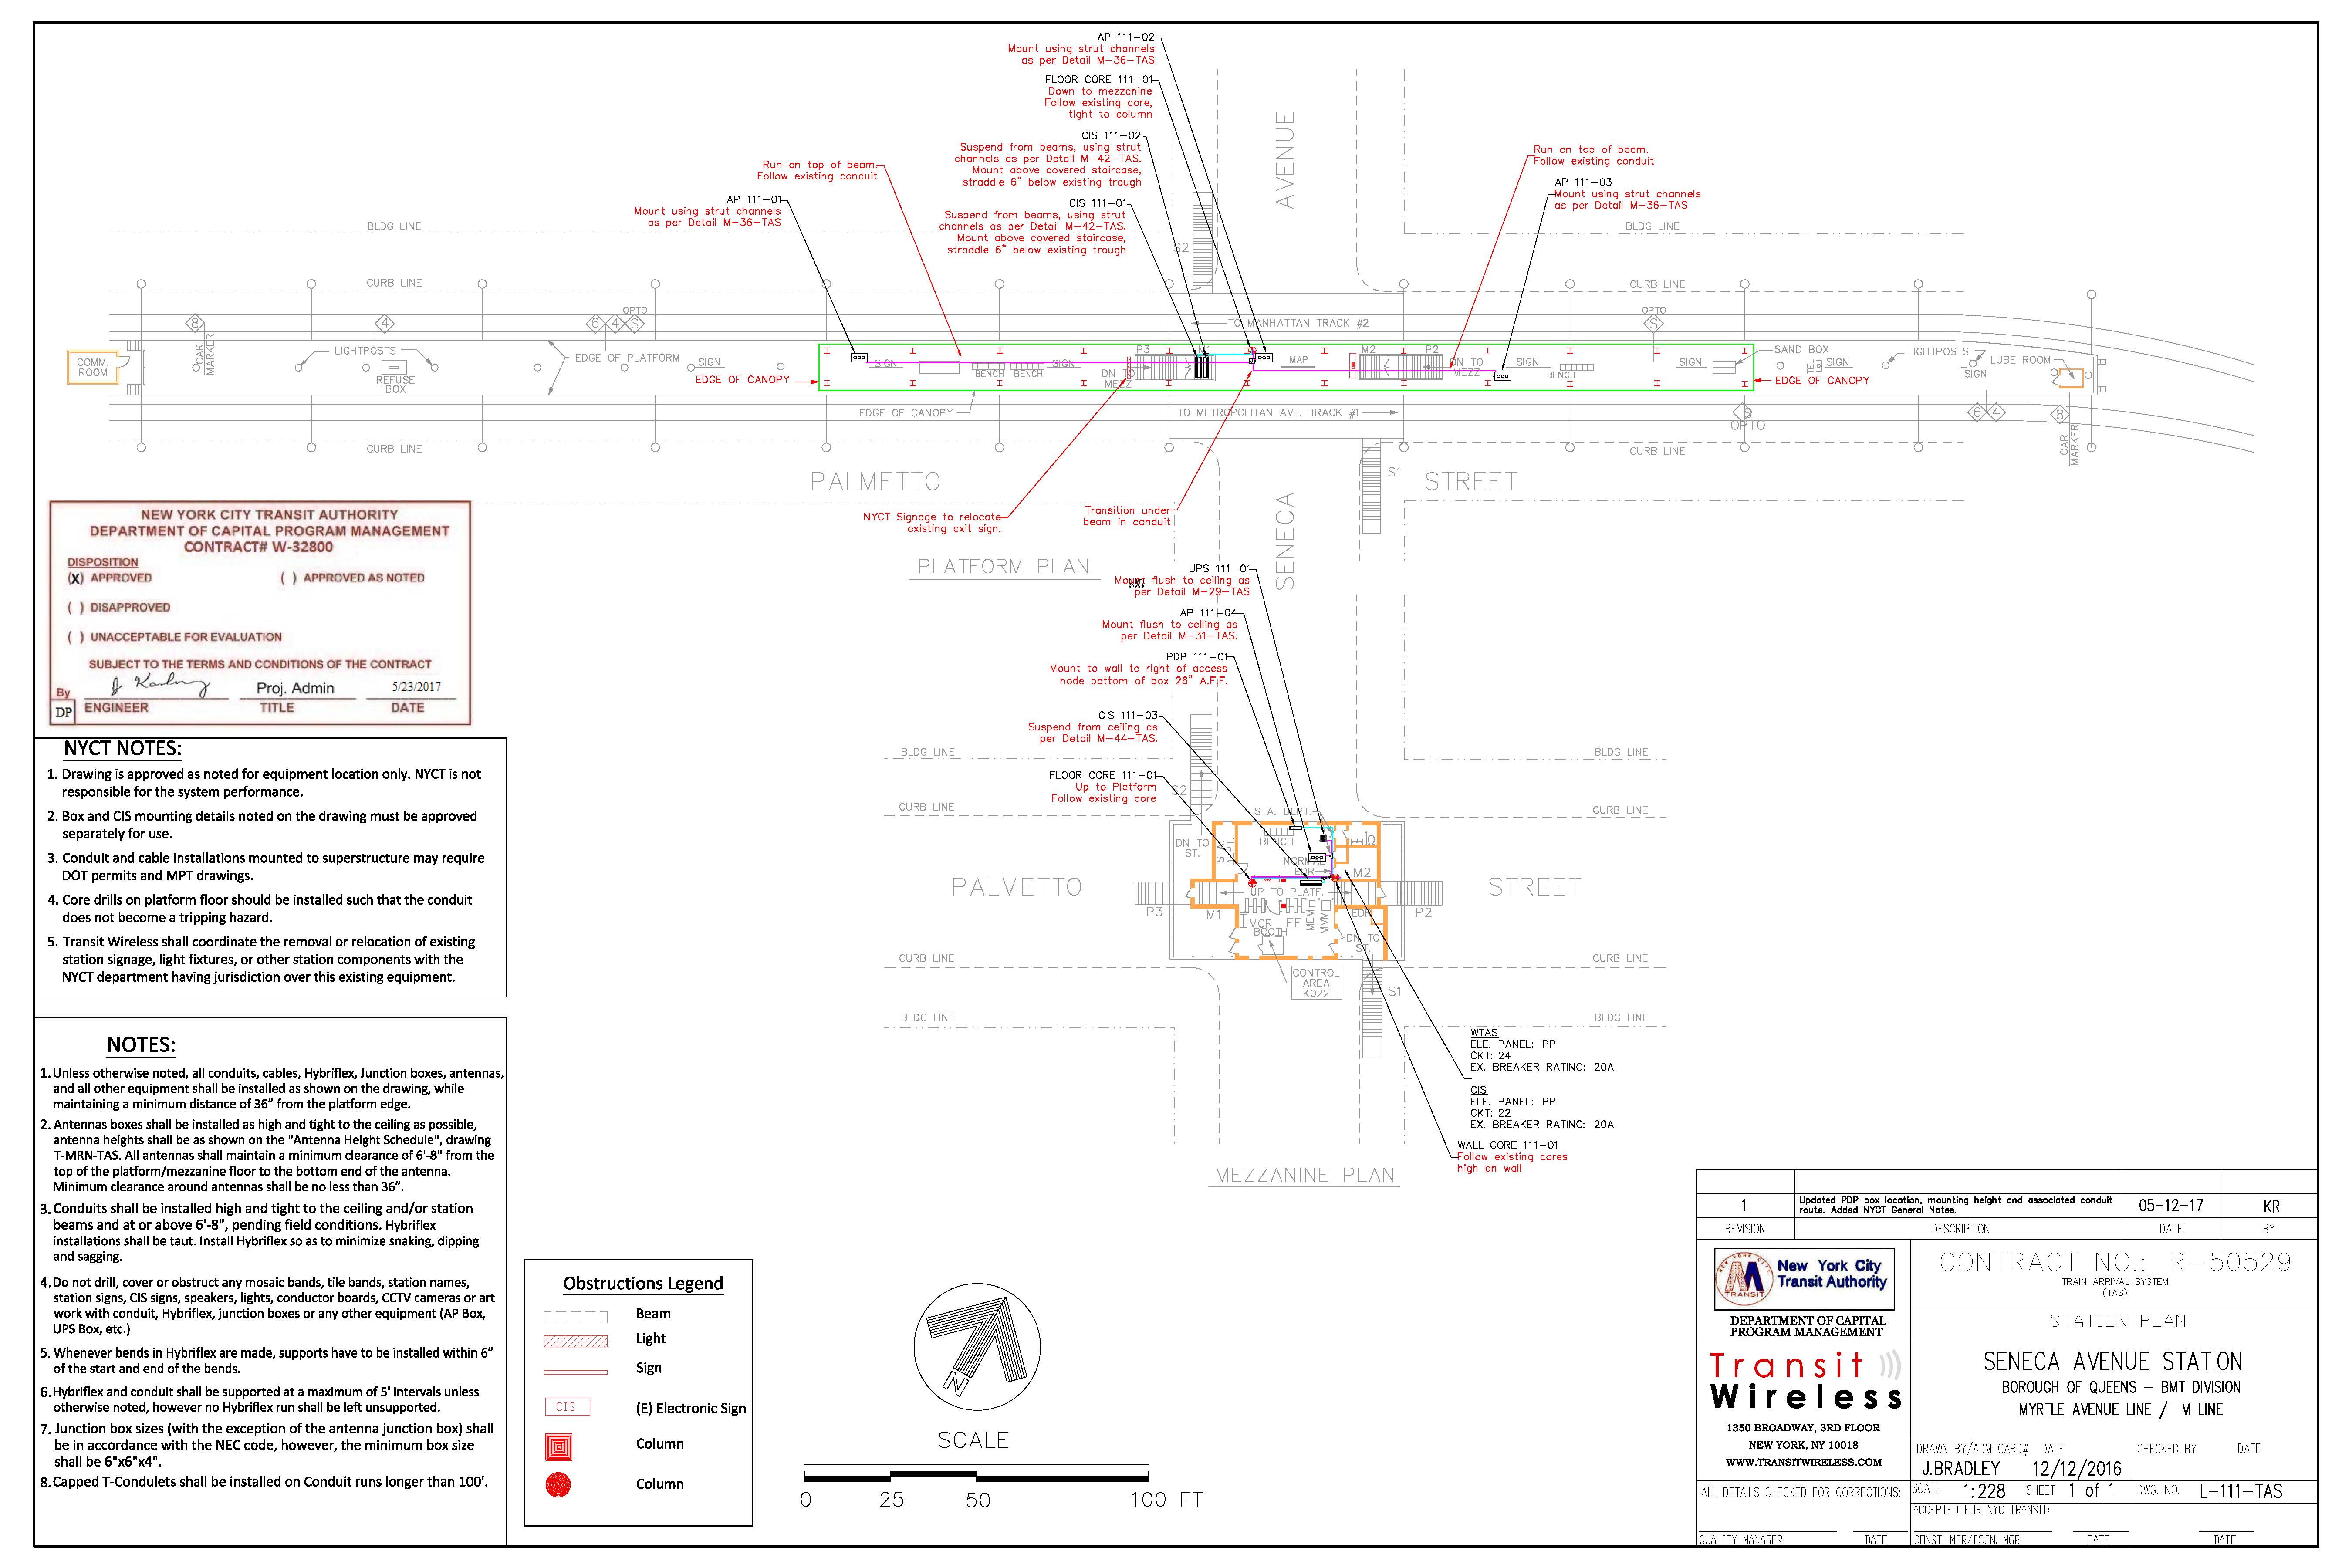 AP 111-02
Mount using strut channels
as per Detail M-36-TAS
FLOOR CORE 111-01
Down to mezzanine
Follow existing core,
tight to column
CIS 111-02
Suspend from beams, using strut
channels as per Detail M-42-TAS.
Mount above covered staircase,
straddle 6" below existing trough
CIS 111-01
Suspend from beams, using strut
channels as per Detail M-42-TAS.
Mount above covered staircase,
straddle 6" below existing trough
Run on top of beam.
Follow existing conduit
AP 111-01
Mount using strut channels
as per Detail M-36-TAS
Run on top of beam.
Follow existing conduit
AP 111-03
Mount using strut channels
as per Detail M-36-TAS
AVENUE
BLDG LINE
BLDG LINE
S2
CURB LINE
CURB LINE
OPTO
OPTO
8
4
6 4 S
S
TO MANHATTAN TRACK #2
CAR
MARKER
LIGHTPOSTS
EDGE OF PLATFORM
COMM.
ROOM
REFUSE
BOX
SIGN
EDGE OF CANOPY
SIGN
BENCH BENCH
SIGN
P3
DN TO
MEZZ
M1
MAP
M2
P2
DN TO
MEZZ
SIGN
BENCH
SIGN
SAND BOX
TEL
SIGN
LIGHTPOSTS
SIGN
LUBE ROOM
EDGE OF CANOPY
EDGE OF CANOPY
TO METROPOLITAN AVE. TRACK #1
S
OPTO
6 4
8
CAR
MARKER
CURB LINE
CURB LINE
PALMETTO
STREET
S1
SENECA
NYCT Signage to relocate
existing exit sign.
Transition under
beam in conduit
PLATFORM PLAN
NEW YORK CITY TRANSIT AUTHORITY
DEPARTMENT OF CAPITAL PROGRAM MANAGEMENT
CONTRACT# W-32800
DISPOSITION
(X) APPROVED
( ) APPROVED AS NOTED
( ) DISAPPROVED
( ) UNACCEPTABLE FOR EVALUATION
SUBJECT TO THE TERMS AND CONDITIONS OF THE CONTRACT
By
Proj. Admin
5/23/2017
DP
ENGINEER
TITLE
DATE
UPS 111-01
Mount flush to ceiling as
per Detail M-29-TAS
AP 111-04
Mount flush to ceiling as
per Detail M-31-TAS.
PDP 111-01
Mount to wall to right of access
node bottom of box 26" A.F.F.
CIS 111-03
Suspend from ceiling as
per Detail M-44-TAS.
FLOOR CORE 111-01
Up to Platform
Follow existing core
BLDG LINE
BLDG LINE
CURB LINE
CURB LINE
S2
STA. DEPT.
DN TO
ST.
STA.
DEPT.
BENCH
NORMAL
EDR
M2
PALMETTO
STREET
UP TO PLATF.
P3
M1
P2
MCR
BOOTH
EE
MEM
MVM
EDR
DN TO
ST.
CURB LINE
CURB LINE
CONTROL
AREA
K022
S1
BLDG LINE
BLDG LINE
WTAS
ELE. PANEL: PP
CKT: 24
EX. BREAKER RATING: 20A
CIS
ELE. PANEL: PP
CKT: 22
EX. BREAKER RATING: 20A
WALL CORE 111-01
Follow existing cores
high on wall
MEZZANINE PLAN
NYCT NOTES:
1. Drawing is approved as noted for equipment location only. NYCT is not
responsible for the system performance.
2. Box and CIS mounting details noted on the drawing must be approved
separately for use.
3. Conduit and cable installations mounted to superstructure may require
DOT permits and MPT drawings.
4. Core drills on platform floor should be installed such that the conduit
does not become a tripping hazard.
5. Transit Wireless shall coordinate the removal or relocation of existing
station signage, light fixtures, or other station components with the
NYCT department having jurisdiction over this existing equipment.
NOTES:
1. Unless otherwise noted, all conduits, cables, Hybriflex, Junction boxes, antennas,
and all other equipment shall be installed as shown on the drawing, while
maintaining a minimum distance of 36” from the platform edge.
2. Antennas boxes shall be installed as high and tight to the ceiling as possible,
antenna heights shall be as shown on the "Antenna Height Schedule", drawing
T-MRN-TAS. All antennas shall maintain a minimum clearance of 6'-8" from the
top of the platform/mezzanine floor to the bottom end of the antenna.
Minimum clearance around antennas shall be no less than 36”.
3. Conduits shall be installed high and tight to the ceiling and/or station
beams and at or above 6'-8", pending field conditions. Hybriflex
installations shall be taut. Install Hybriflex so as to minimize snaking, dipping
and sagging.
4. Do not drill, cover or obstruct any mosaic bands, tile bands, station names,
station signs, CIS signs, speakers, lights, conductor boards, CCTV cameras or art
work with conduit, Hybriflex, junction boxes or any other equipment (AP Box,
UPS Box, etc.)
5. Whenever bends in Hybriflex are made, supports have to be installed within 6”
of the start and end of the bends.
6. Hybriflex and conduit shall be supported at a maximum of 5' intervals unless
otherwise noted, however no Hybriflex run shall be left unsupported.
7. Junction box sizes (with the exception of the antenna junction box) shall
be in accordance with the NEC code, however, the minimum box size
shall be 6"x6"x4".
8. Capped T-Condulets shall be installed on Conduit runs longer than 100'.
Obstructions Legend
Beam
Light
Sign
CIS
(E) Electronic Sign
Column
Column
N
SCALE
0 25 50 100 FT
1
Updated PDP box location, mounting height and associated conduit
route. Added NYCT General Notes.
05-12-17
KR
REVISION
DESCRIPTION
DATE
BY
NEW YORK CITY
TRANSIT
New York City
Transit Authority
DEPARTMENT OF CAPITAL
PROGRAM MANAGEMENT
Transit
Wireless
1350 BROADWAY, 3RD FLOOR
NEW YORK, NY 10018
WWW.TRANSITWIRELESS.COM
ALL DETAILS CHECKED FOR CORRECTIONS:
QUALITY MANAGER
DATE
CONTRACT NO.: R-50529
TRAIN ARRIVAL SYSTEM
(TAS)
STATION PLAN
SENECA AVENUE STATION
BOROUGH OF QUEENS - BMT DIVISION
MYRTLE AVENUE LINE / M LINE
DRAWN BY/ADM CARD# DATE
J.BRADLEY 12/12/2016
CHECKED BY DATE
SCALE 1:228
SHEET 1 of 1
DWG. NO. L-111-TAS
ACCEPTED FOR NYC TRANSIT:
CONST. MGR/DSGN. MGR
DATE
DATE